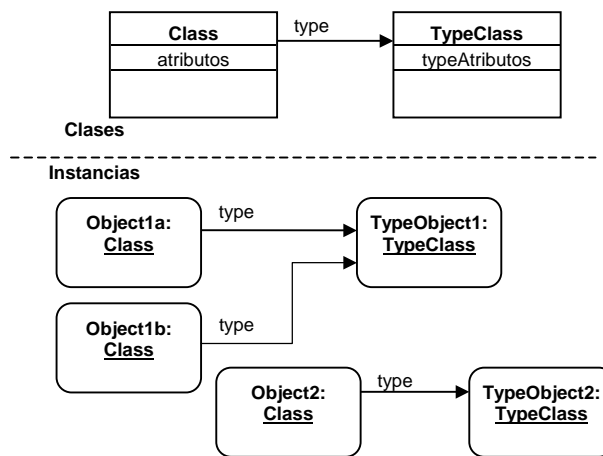 Class
type
TypeClass
atributos
typeAtributos
Clases
Instancias
Object1a:
Class
type
TypeObject1:
TypeClass
Object1b:
Class
type
Object2:
Class
type
TypeObject2:
TypeClass